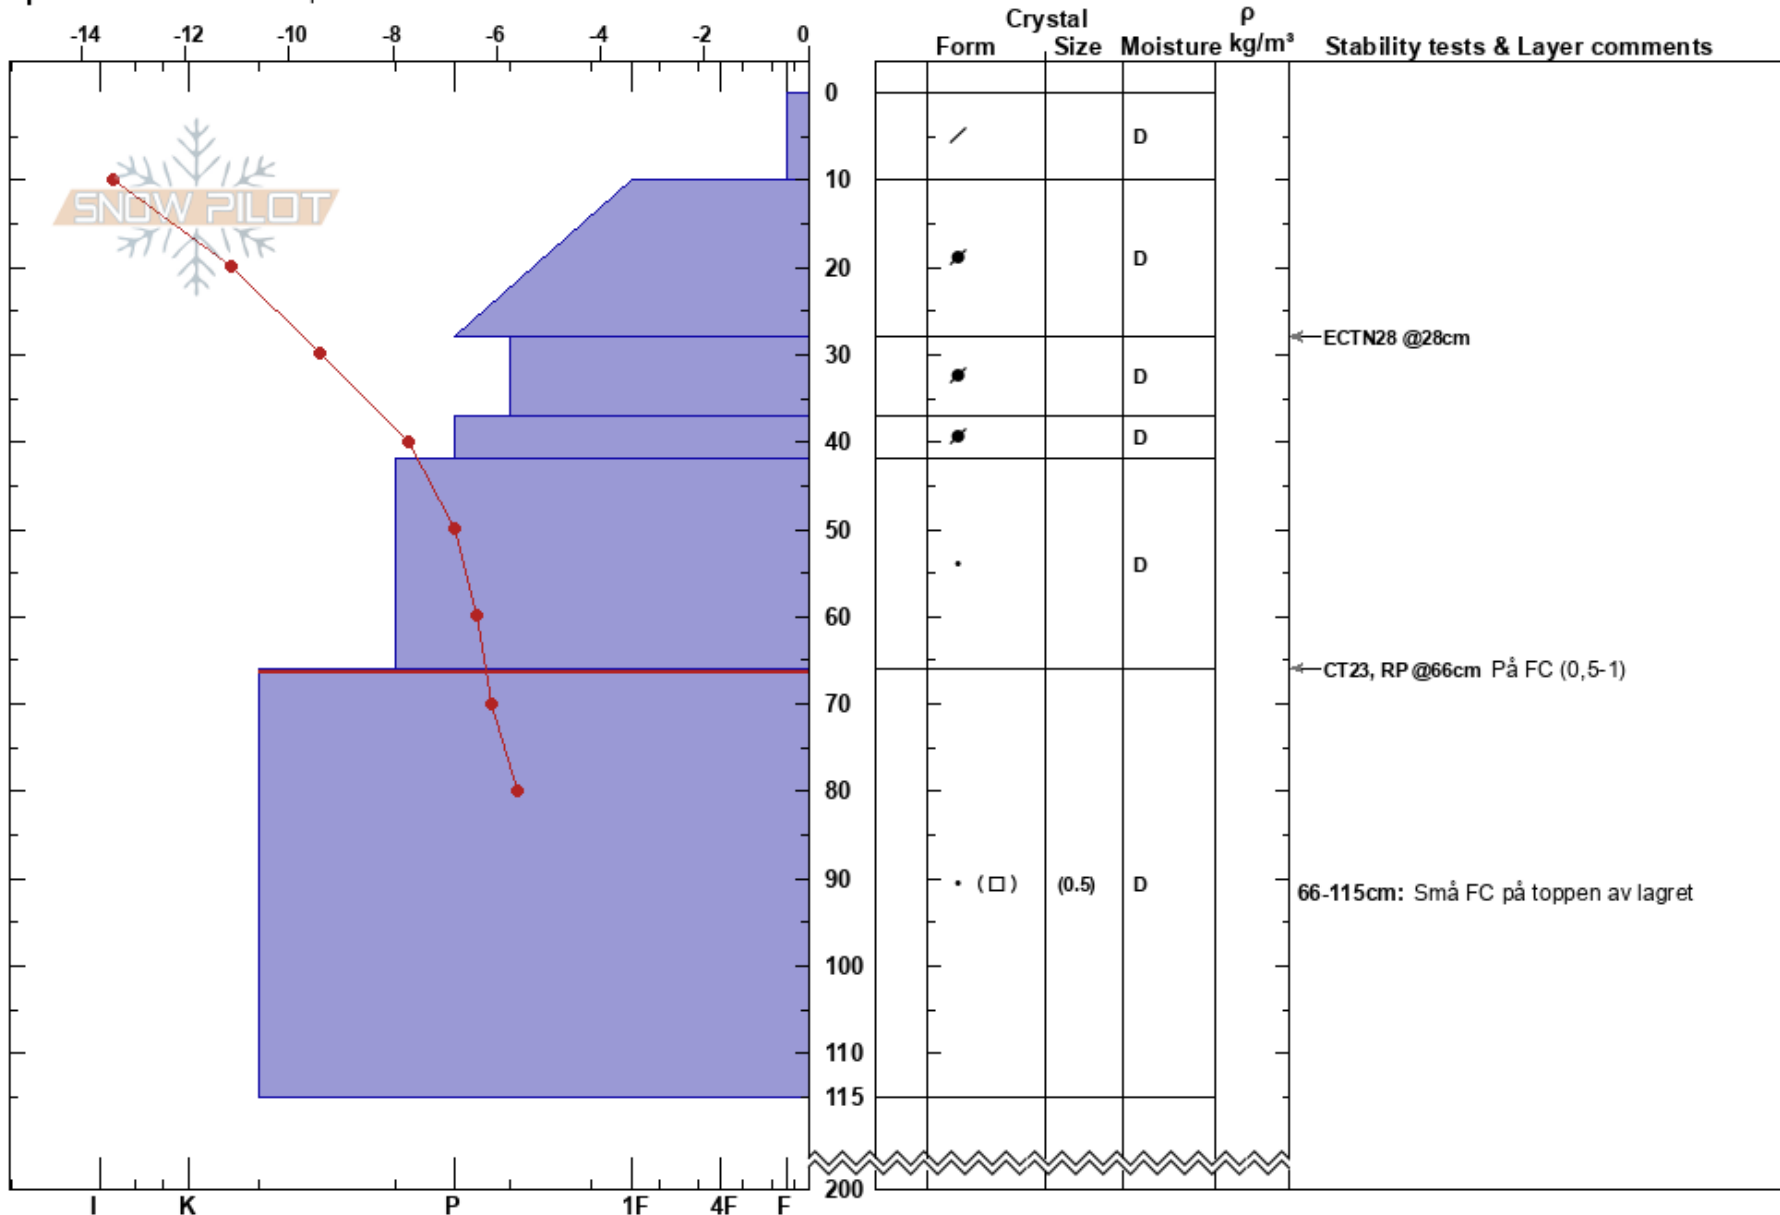 Crystal ρ
-14 -12 -10 -8 -6 -4 -2 0 Form Size Moisture kg/m³ Stability tests & Layer comments
0
D
10
SNOW PILOT
D
20
ECTN28 @28cm
30
D
40 D
50
D
60
CT23, RP @66cm På FC (0,5-1)
70
80
90 (0.5) D
66-115cm: Små FC på toppen av lagret
100
110
115
200
I K P 1F 4F F